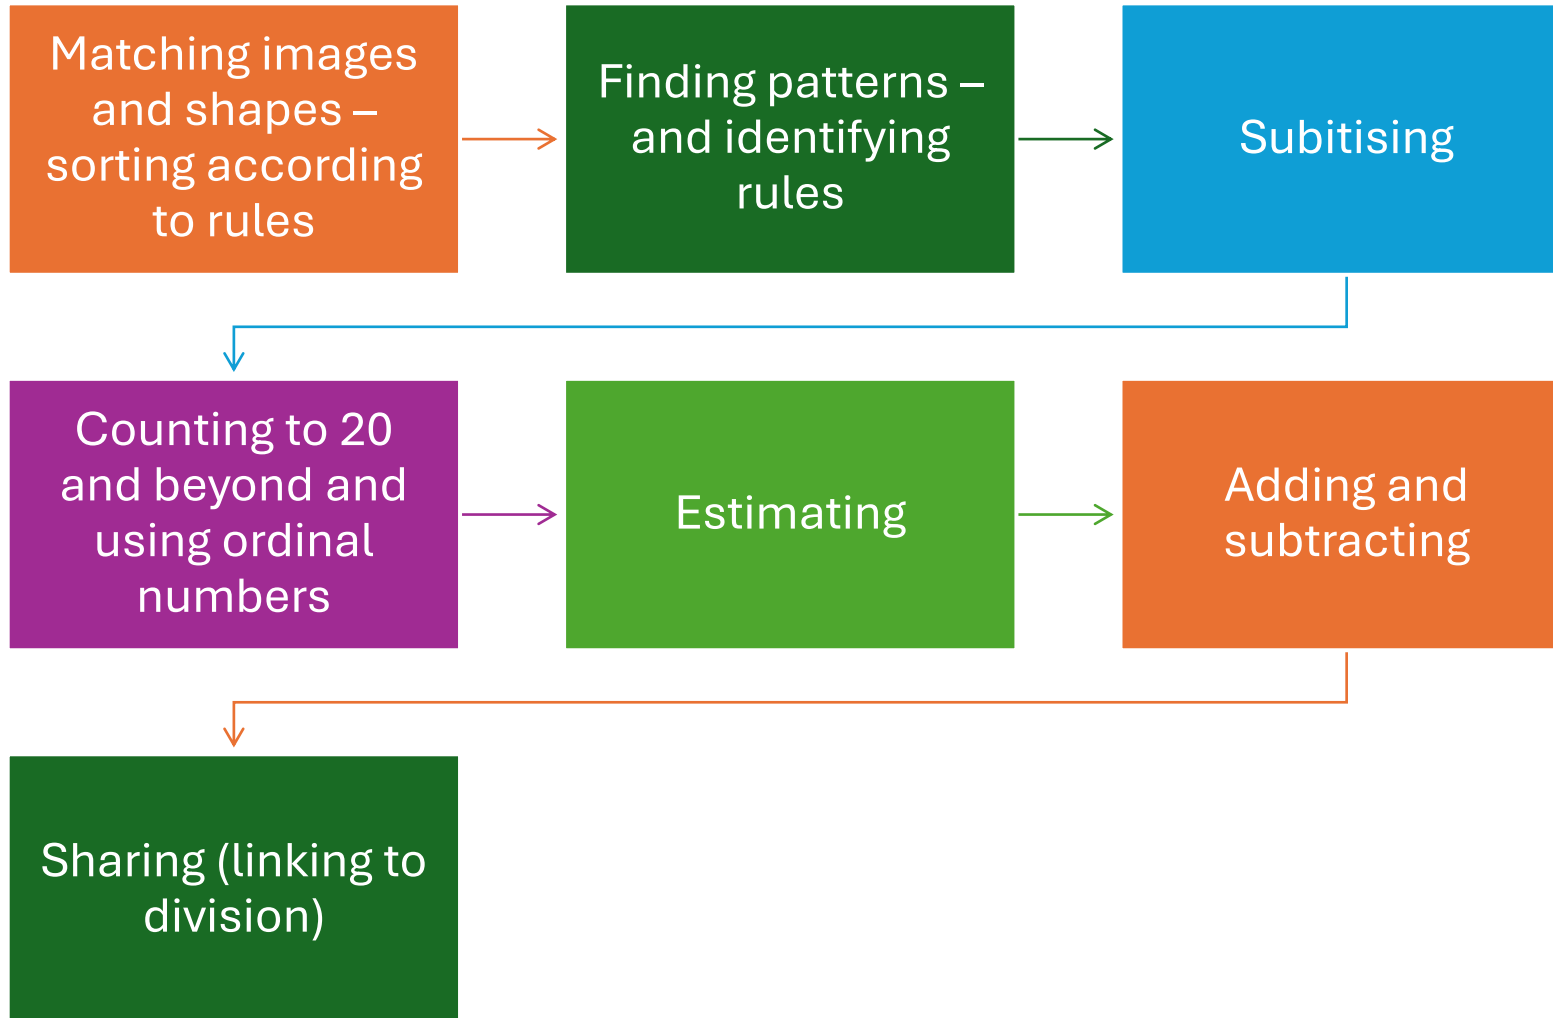 Matching images
and shapes –
sorting according
to rules
Finding patterns –
and identifying
rules
Subitising
Counting to 20
and beyond and
using ordinal
numbers
Estimating
Adding and
subtracting
Sharing (linking to
division)